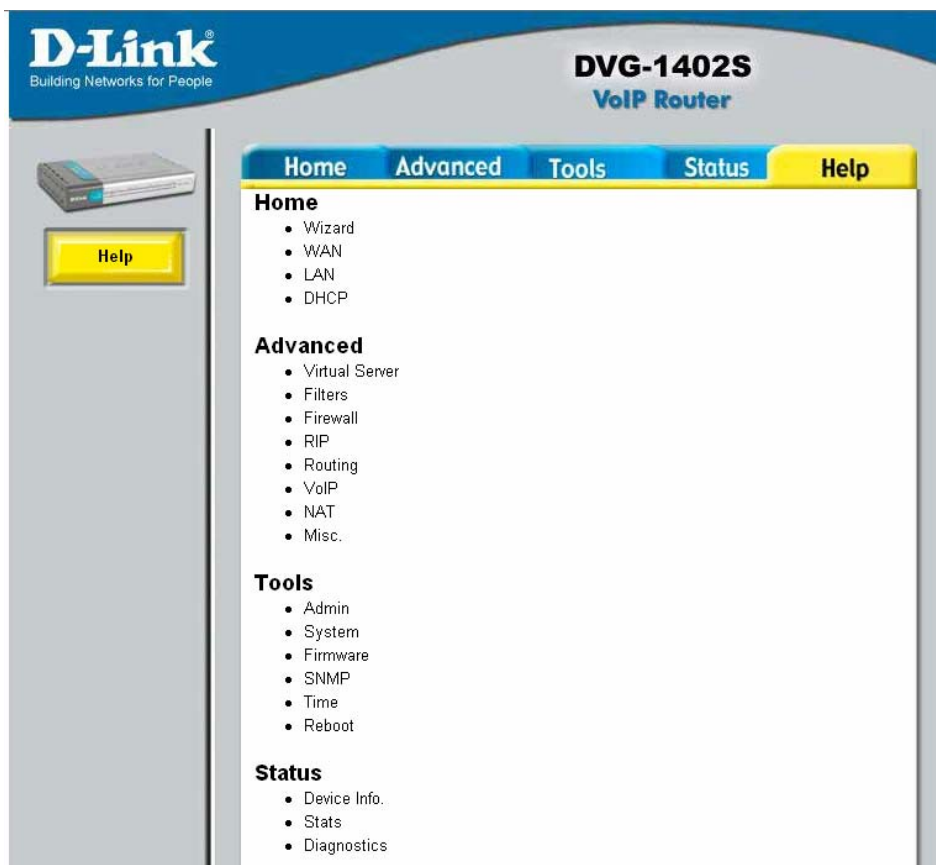 D-Link®
Building Networks for People
DVG-1402S
VoIP Router
Home
Advanced
Tools
Status
Help
Help
Home
• Wizard
• WAN
• LAN
• DHCP
Advanced
• Virtual Server
• Filters
• Firewall
• RIP
• Routing
• VoIP
• NAT
• Misc.
Tools
• Admin
• System
• Firmware
• SNMP
• Time
• Reboot
Status
• Device Info.
• Stats
• Diagnostics